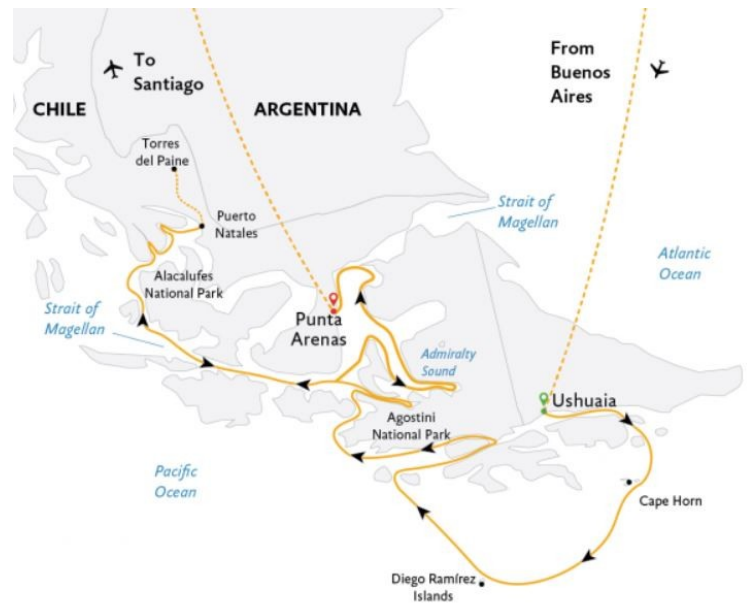 To
Santiago
From
Buenos
Aires
CHILE
ARGENTINA
Torres
del Paine
Strait of
Magellan
Puerto
Natales
Atlantic
Ocean
Alacalufes
National Park
Strait of
Magellan
Punta
Arenas
Admiralty
Sound
Ushuaia
Agostini
National Park
Pacific
Ocean
Cape Horn
Diego Ramírez
Islands